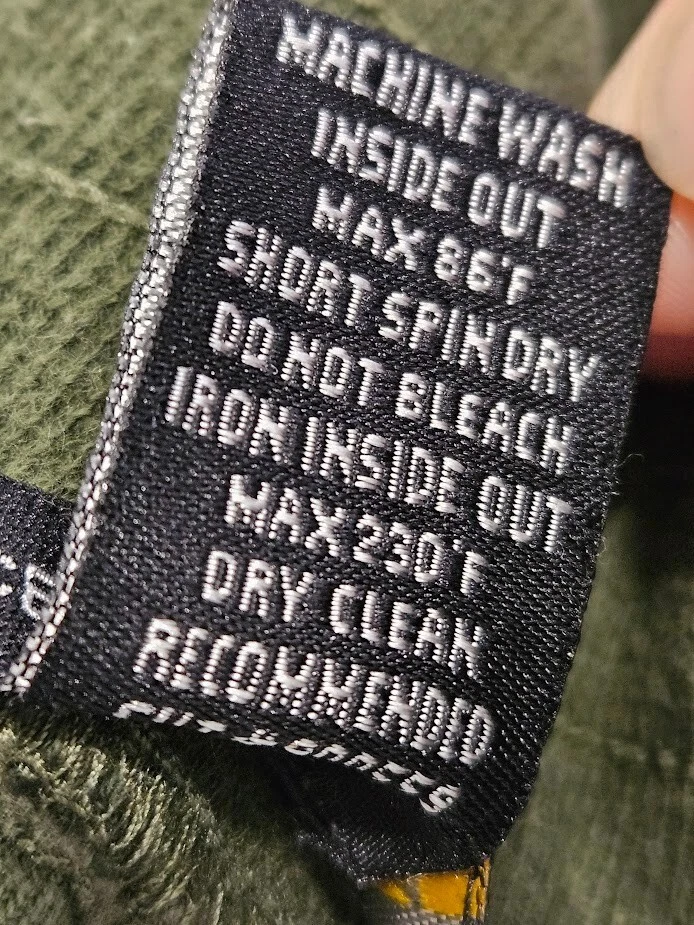 MACHINE WASH
INSIDE OUT
MAX 86°F
SHORT SPIN DRY
DO NOT BLEACH
IRON INSIDE OUT
MAX 230°F
DRY CLEAN
RECOMMENDED